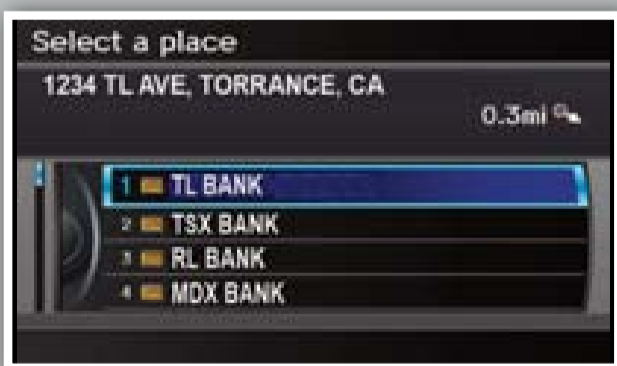 Select a place
1234 TL AVE, TORRANCE, CA
0.3mi
1 TL BANK
2 TSX BANK
3 RL BANK
4 MDX BANK